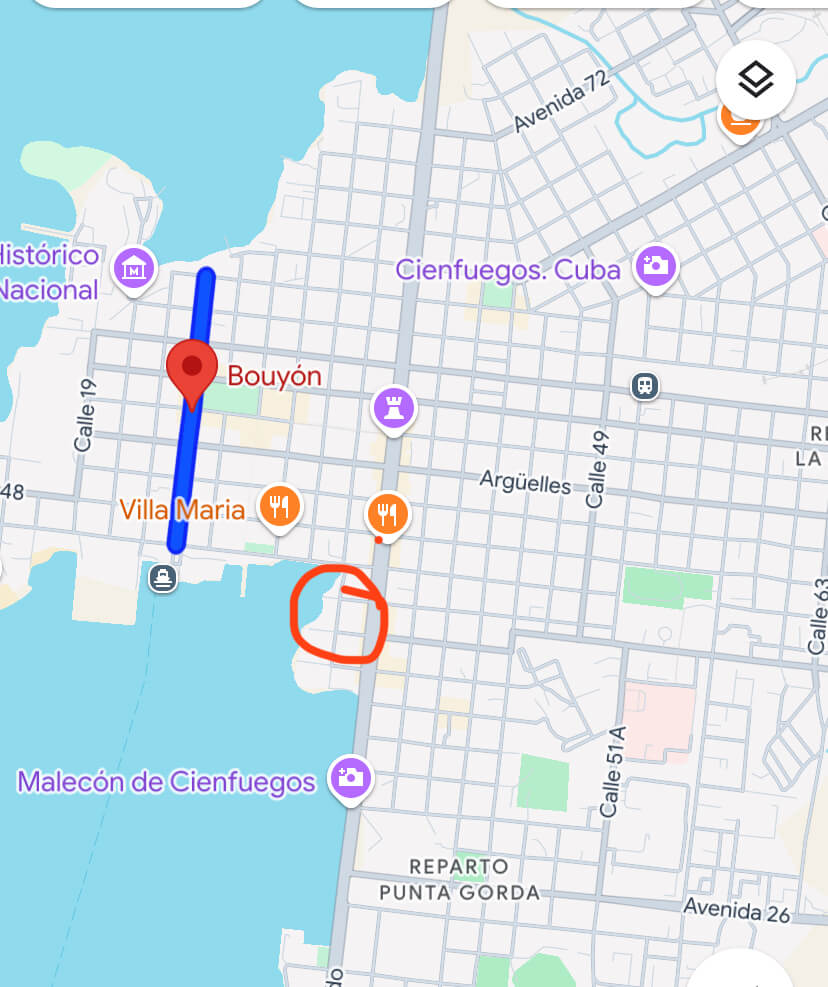 Avenida 72
Histórico
Nacional
Cienfuegos. Cuba
Bouyón
Calle 19
Calle 49
Argüelles
48
Villa Maria
Calle 63
Malecón de Cienfuegos
Calle 51 A
REPARTO
PUNTA GORDA
Avenida 26
RE
LA
do